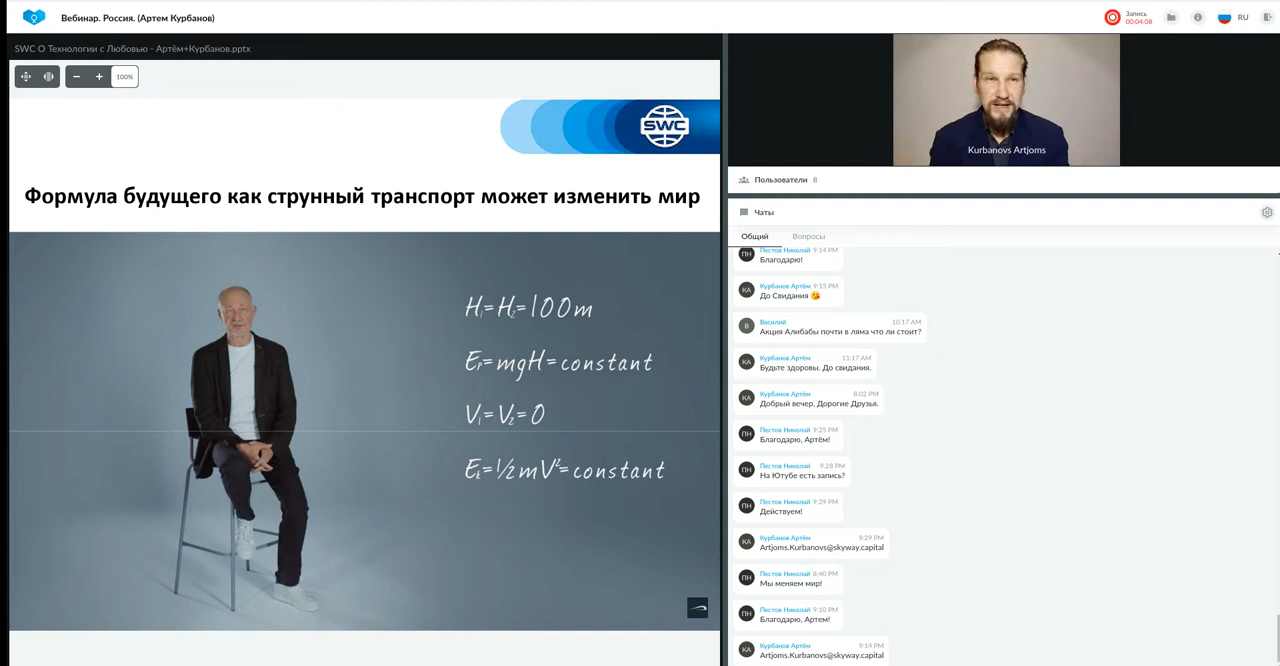 Вебинар. Россия. (Артем Курбанов)
Запись
00:04:08
RU
SWC О Технологии с Любовью - Артём+Курбанов.pptx
100%
SWC
Формула будущего как струнный транспорт может изменить мир
H₁=H₂=100m
Eₚ=mgH=constant
V₁=V₂=0
Eₖ=½mV²=constant
Kurbanovs Artjoms
Пользователи 8
Чаты
Общий Вопросы
ПН Пестов Николай 9:14 PM
Благодарю!
КА Курбанов Артём 9:15 PM
До Свидания 😘
В Василий 10:17 AM
Акция Алибабы почти в ляма что ли стоит?
КА Курбанов Артём 11:17 AM
Будьте здоровы. До свидания.
КА Курбанов Артём 8:02 PM
Добрый вечер, Дорогие Друзья.
ПН Пестов Николай 9:25 PM
Благодарю, Артём!
ПН Пестов Николай 9:28 PM
На Ютубе есть запись?
ПН Пестов Николай 9:29 PM
Действуем!
КА Курбанов Артём 9:29 PM
Artjoms.Kurbanovs@skyway.capital
ПН Пестов Николай 8:40 PM
Мы меняем мир!
ПН Пестов Николай 9:10 PM
Благодарю, Артем!
КА Курбанов Артём 9:14 PM
Artjoms.Kurbanovs@skyway.capital